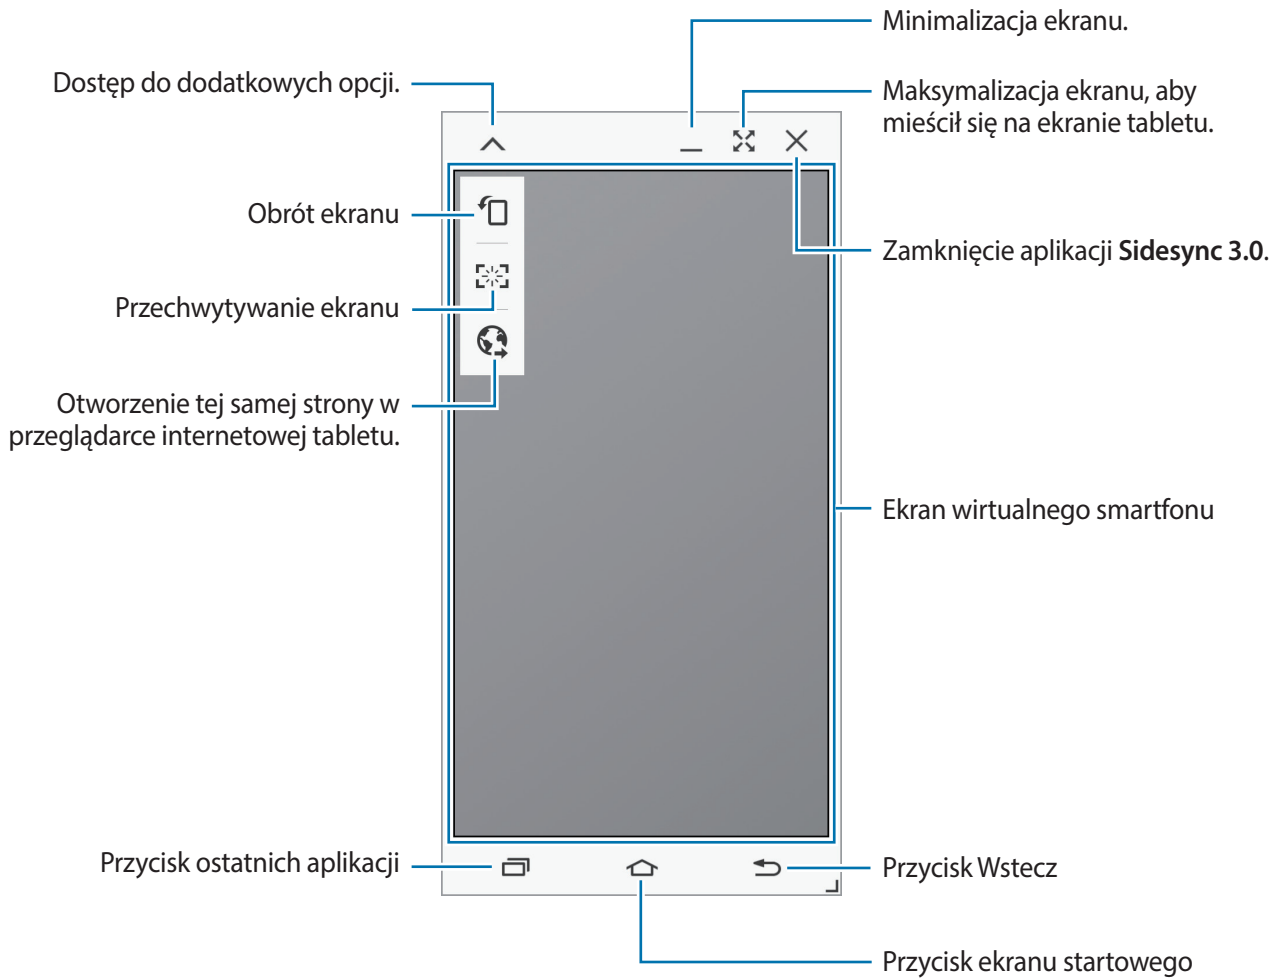 Minimalizacja ekranu.
Dostęp do dodatkowych opcji.
Maksymalizacja ekranu, aby
mieścił się na ekranie tabletu.
Obrót ekranu
Zamknięcie aplikacji Sidesync 3.0.
Przechwytywanie ekranu
Otworzenie tej samej strony w
przeglądarce internetowej tabletu.
Ekran wirtualnego smartfonu
Przycisk ostatnich aplikacji
Przycisk Wstecz
Przycisk ekranu startowego